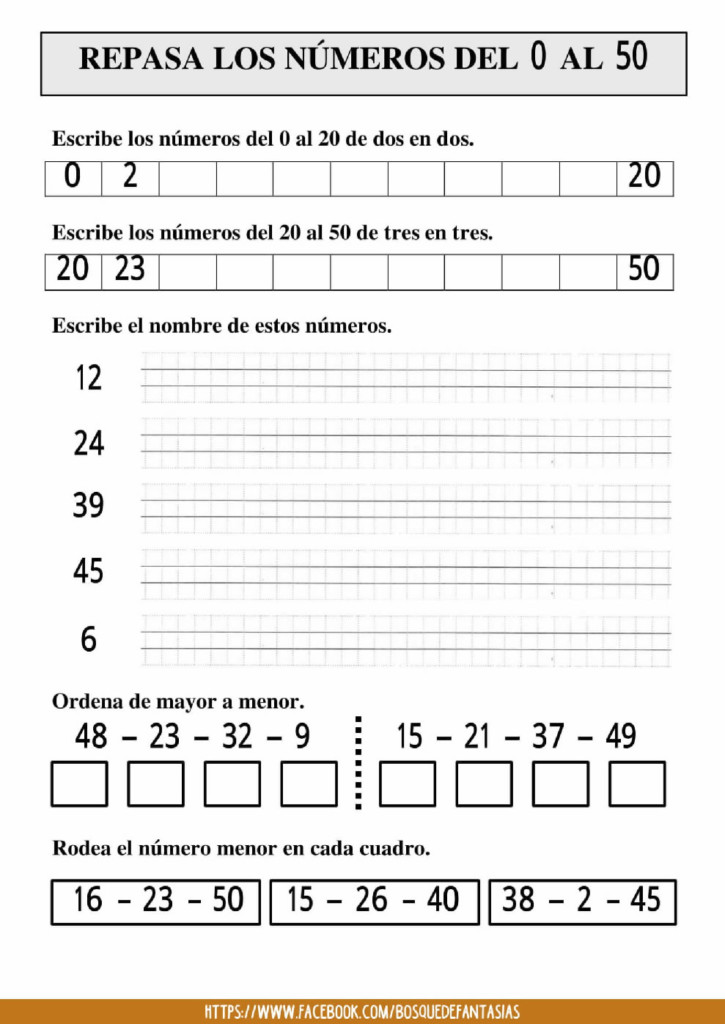 REPASA LOS NÚMEROS DEL 0 AL 50
Escribe los números del 0 al 20 de dos en dos.
0 2 20
Escribe los números del 20 al 50 de tres en tres.
20 23 50
Escribe el nombre de estos números.
12
24
39
45
6
Ordena de mayor a menor.
48 – 23 – 32 – 9 15 – 21 – 37 – 49
Rodea el número menor en cada cuadro.
16 – 23 – 50 15 – 26 – 40 38 – 2 – 45
HTTPS://WWW.FACEBOOK.COM/BOSQUEDEFANTASIAS